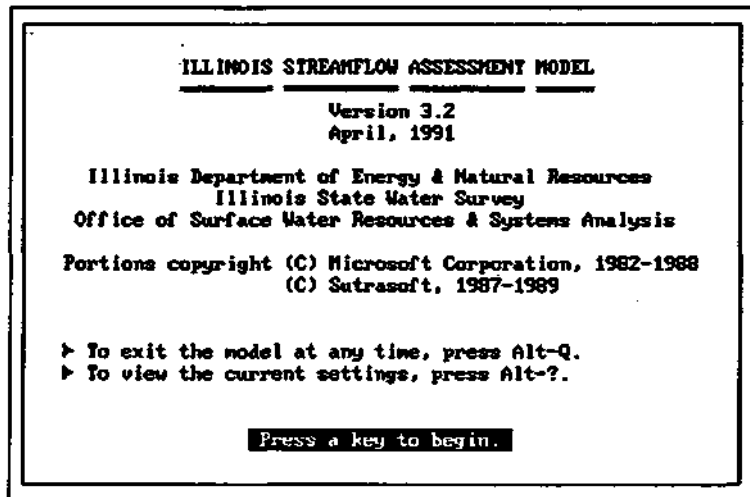 ILLINOIS STREAMFLOW ASSESSMENT MODEL
Version 3.2
April, 1991
Illinois Department of Energy & Natural Resources
Illinois State Water Survey
Office of Surface Water Resources & Systems Analysis
Portions copyright (C) Microsoft Corporation, 1982-1988
(C) Sutrasoft, 1987-1989
► To exit the model at any time, press Alt-Q.
► To view the current settings, press Alt-?.
Press a key to begin.